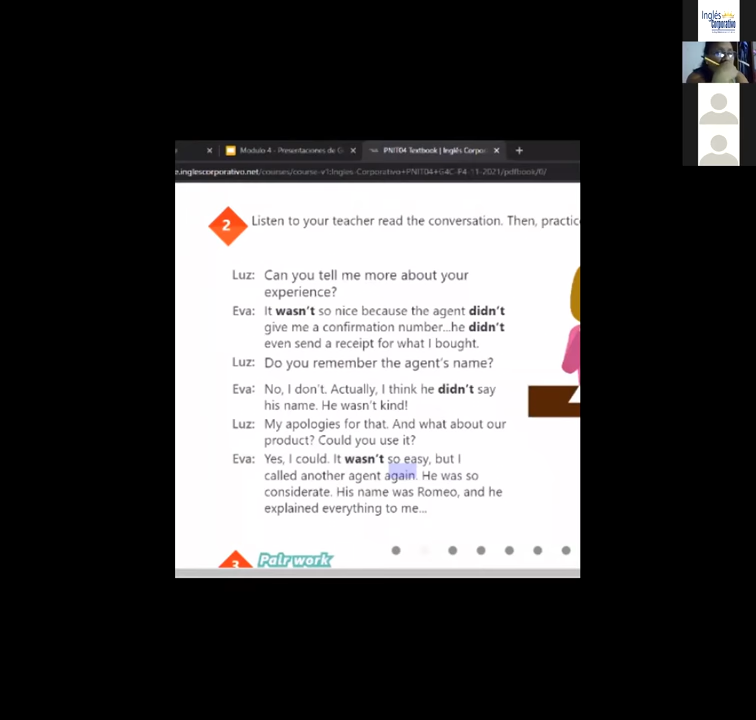 Inglés
Corporativo
Modulo 4 - Presentaciones de G
PNIT04 Textbook | Inglés Corpor
e.inglescorporativo.net/courses/course-v1:Ingles-Corporativo+PNIT04+G4C-F4-11-2021/pdfbook/0/
2 Listen to your teacher read the conversation. Then, practic
Luz: Can you tell me more about your
experience?
Eva: It wasn't so nice because the agent didn't
give me a confirmation number...he didn't
even send a receipt for what I bought.
Luz: Do you remember the agent's name?
Eva: No, I don't. Actually, I think he didn't say
his name. He wasn't kind!
Luz: My apologies for that. And what about our
product? Could you use it?
Eva: Yes, I could. It wasn't so easy, but I
called another agent again. He was so
considerate. His name was Romeo, and he
explained everything to me...
3 Pair work